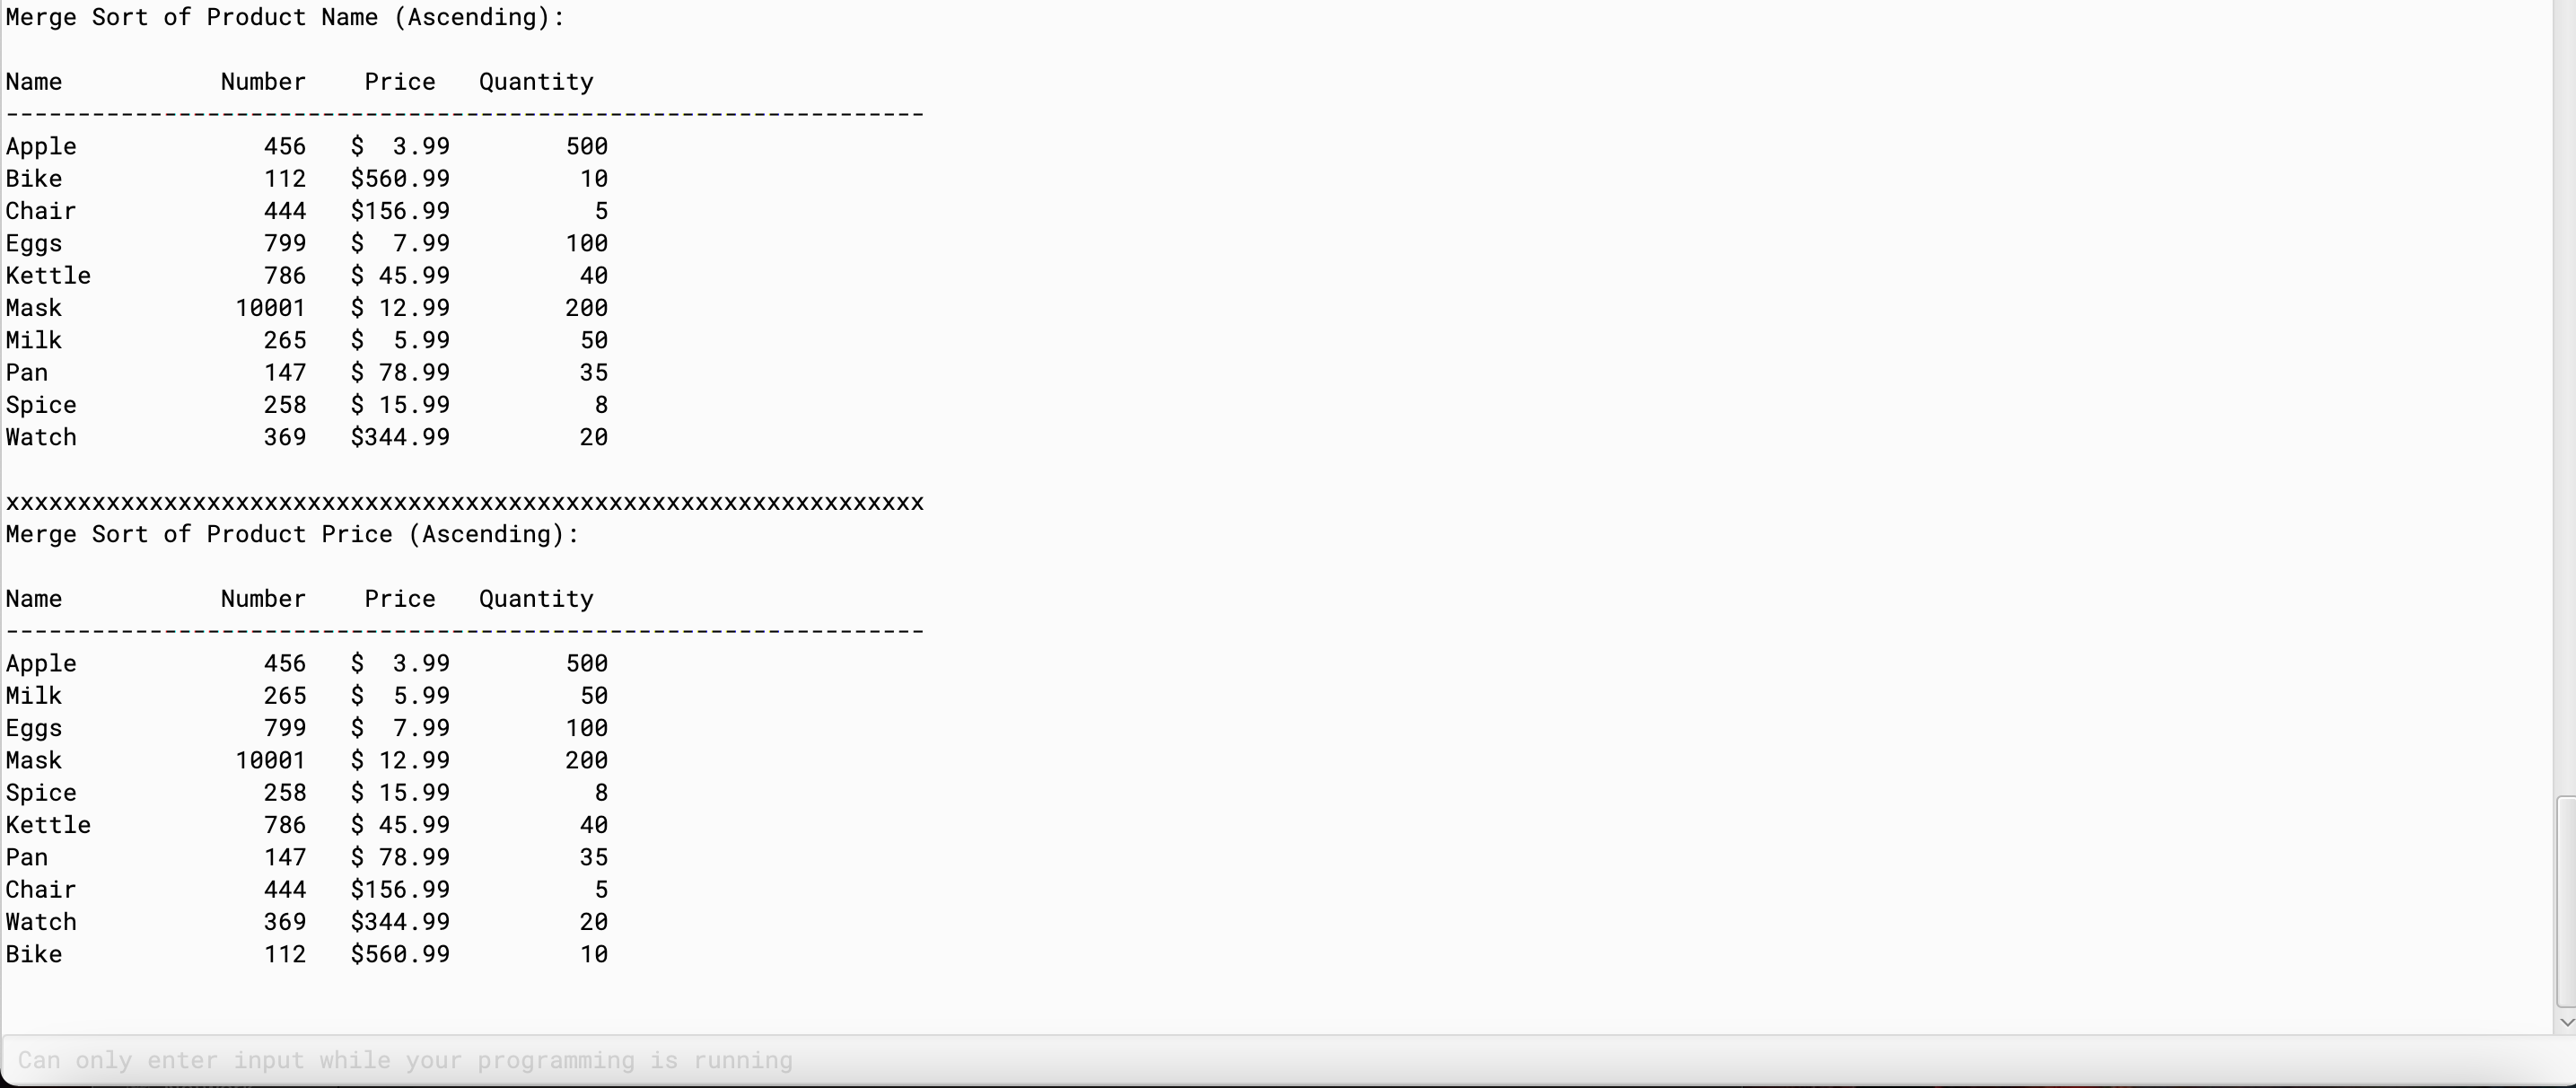 Merge Sort of Product Name (Ascending):
Name           Number    Price   Quantity
----------------------------------------------------------------
Apple             456   $  3.99        500
Bike              112   $560.99         10
Chair             444   $156.99          5
Eggs              799   $  7.99        100
Kettle            786   $ 45.99         40
Mask            10001   $ 12.99        200
Milk              265   $  5.99         50
Pan               147   $ 78.99         35
Spice             258   $ 15.99          8
Watch             369   $344.99         20
xxxxxxxxxxxxxxxxxxxxxxxxxxxxxxxxxxxxxxxxxxxxxxxxxxxxxxxxxxxxxxxx
Merge Sort of Product Price (Ascending):
Name           Number    Price   Quantity
----------------------------------------------------------------
Apple             456   $  3.99        500
Milk              265   $  5.99         50
Eggs              799   $  7.99        100
Mask            10001   $ 12.99        200
Spice             258   $ 15.99          8
Kettle            786   $ 45.99         40
Pan               147   $ 78.99         35
Chair             444   $156.99          5
Watch             369   $344.99         20
Bike              112   $560.99         10
Can only enter input while your programming is running